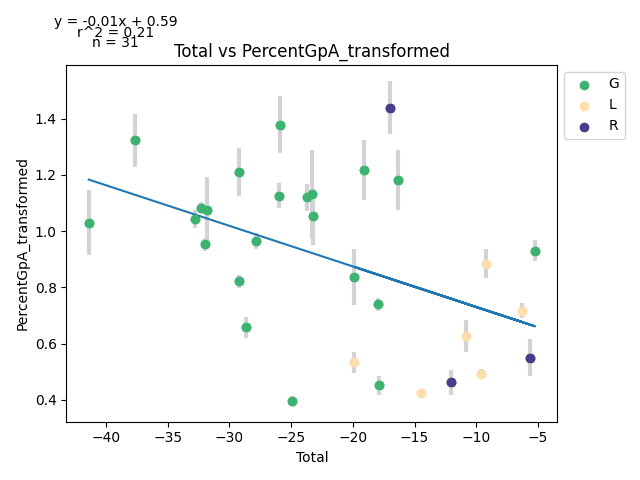 y = -0.01x + 0.59
r^2 = 0.21
n = 31
Total vs PercentGpA_transformed
G
L
R
PercentGpA_transformed
1.4
1.2
1.0
0.8
0.6
0.4
−40 −35 −30 −25 −20 −15 −10 −5
Total